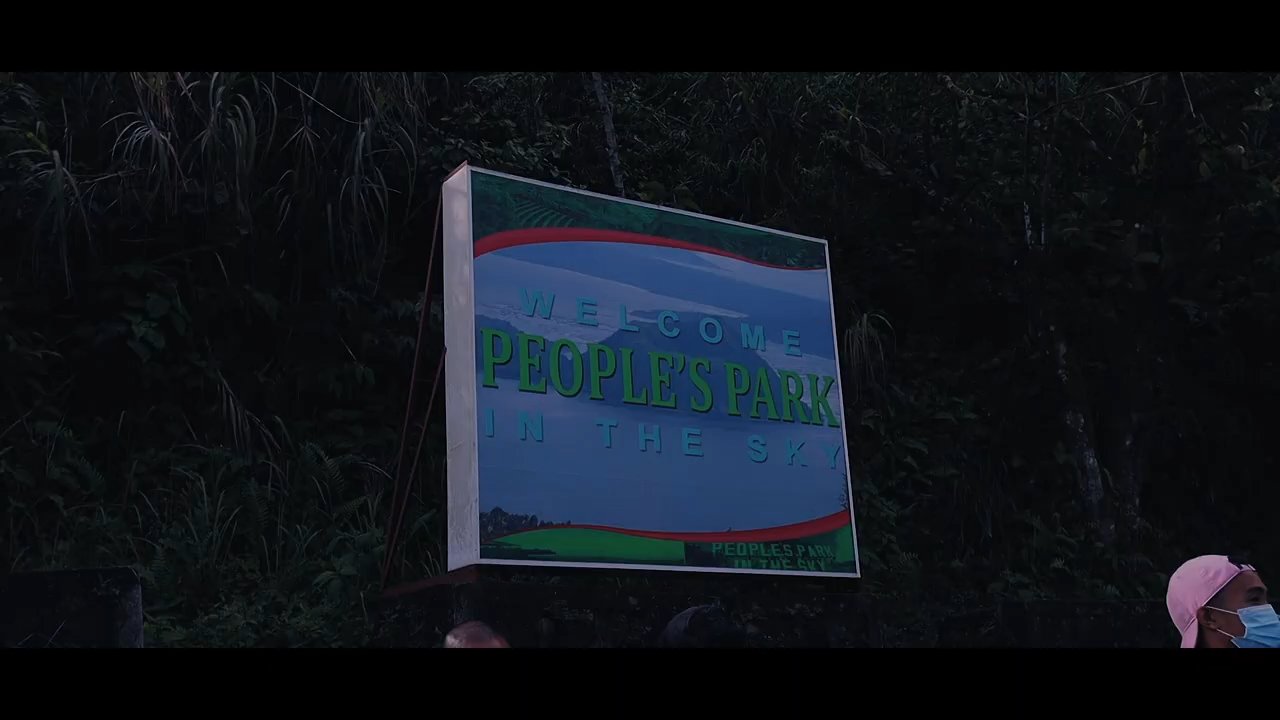 WELCOME
PEOPLE'S PARK
IN THE SKY
PEOPLES PARK
IN THE SKY